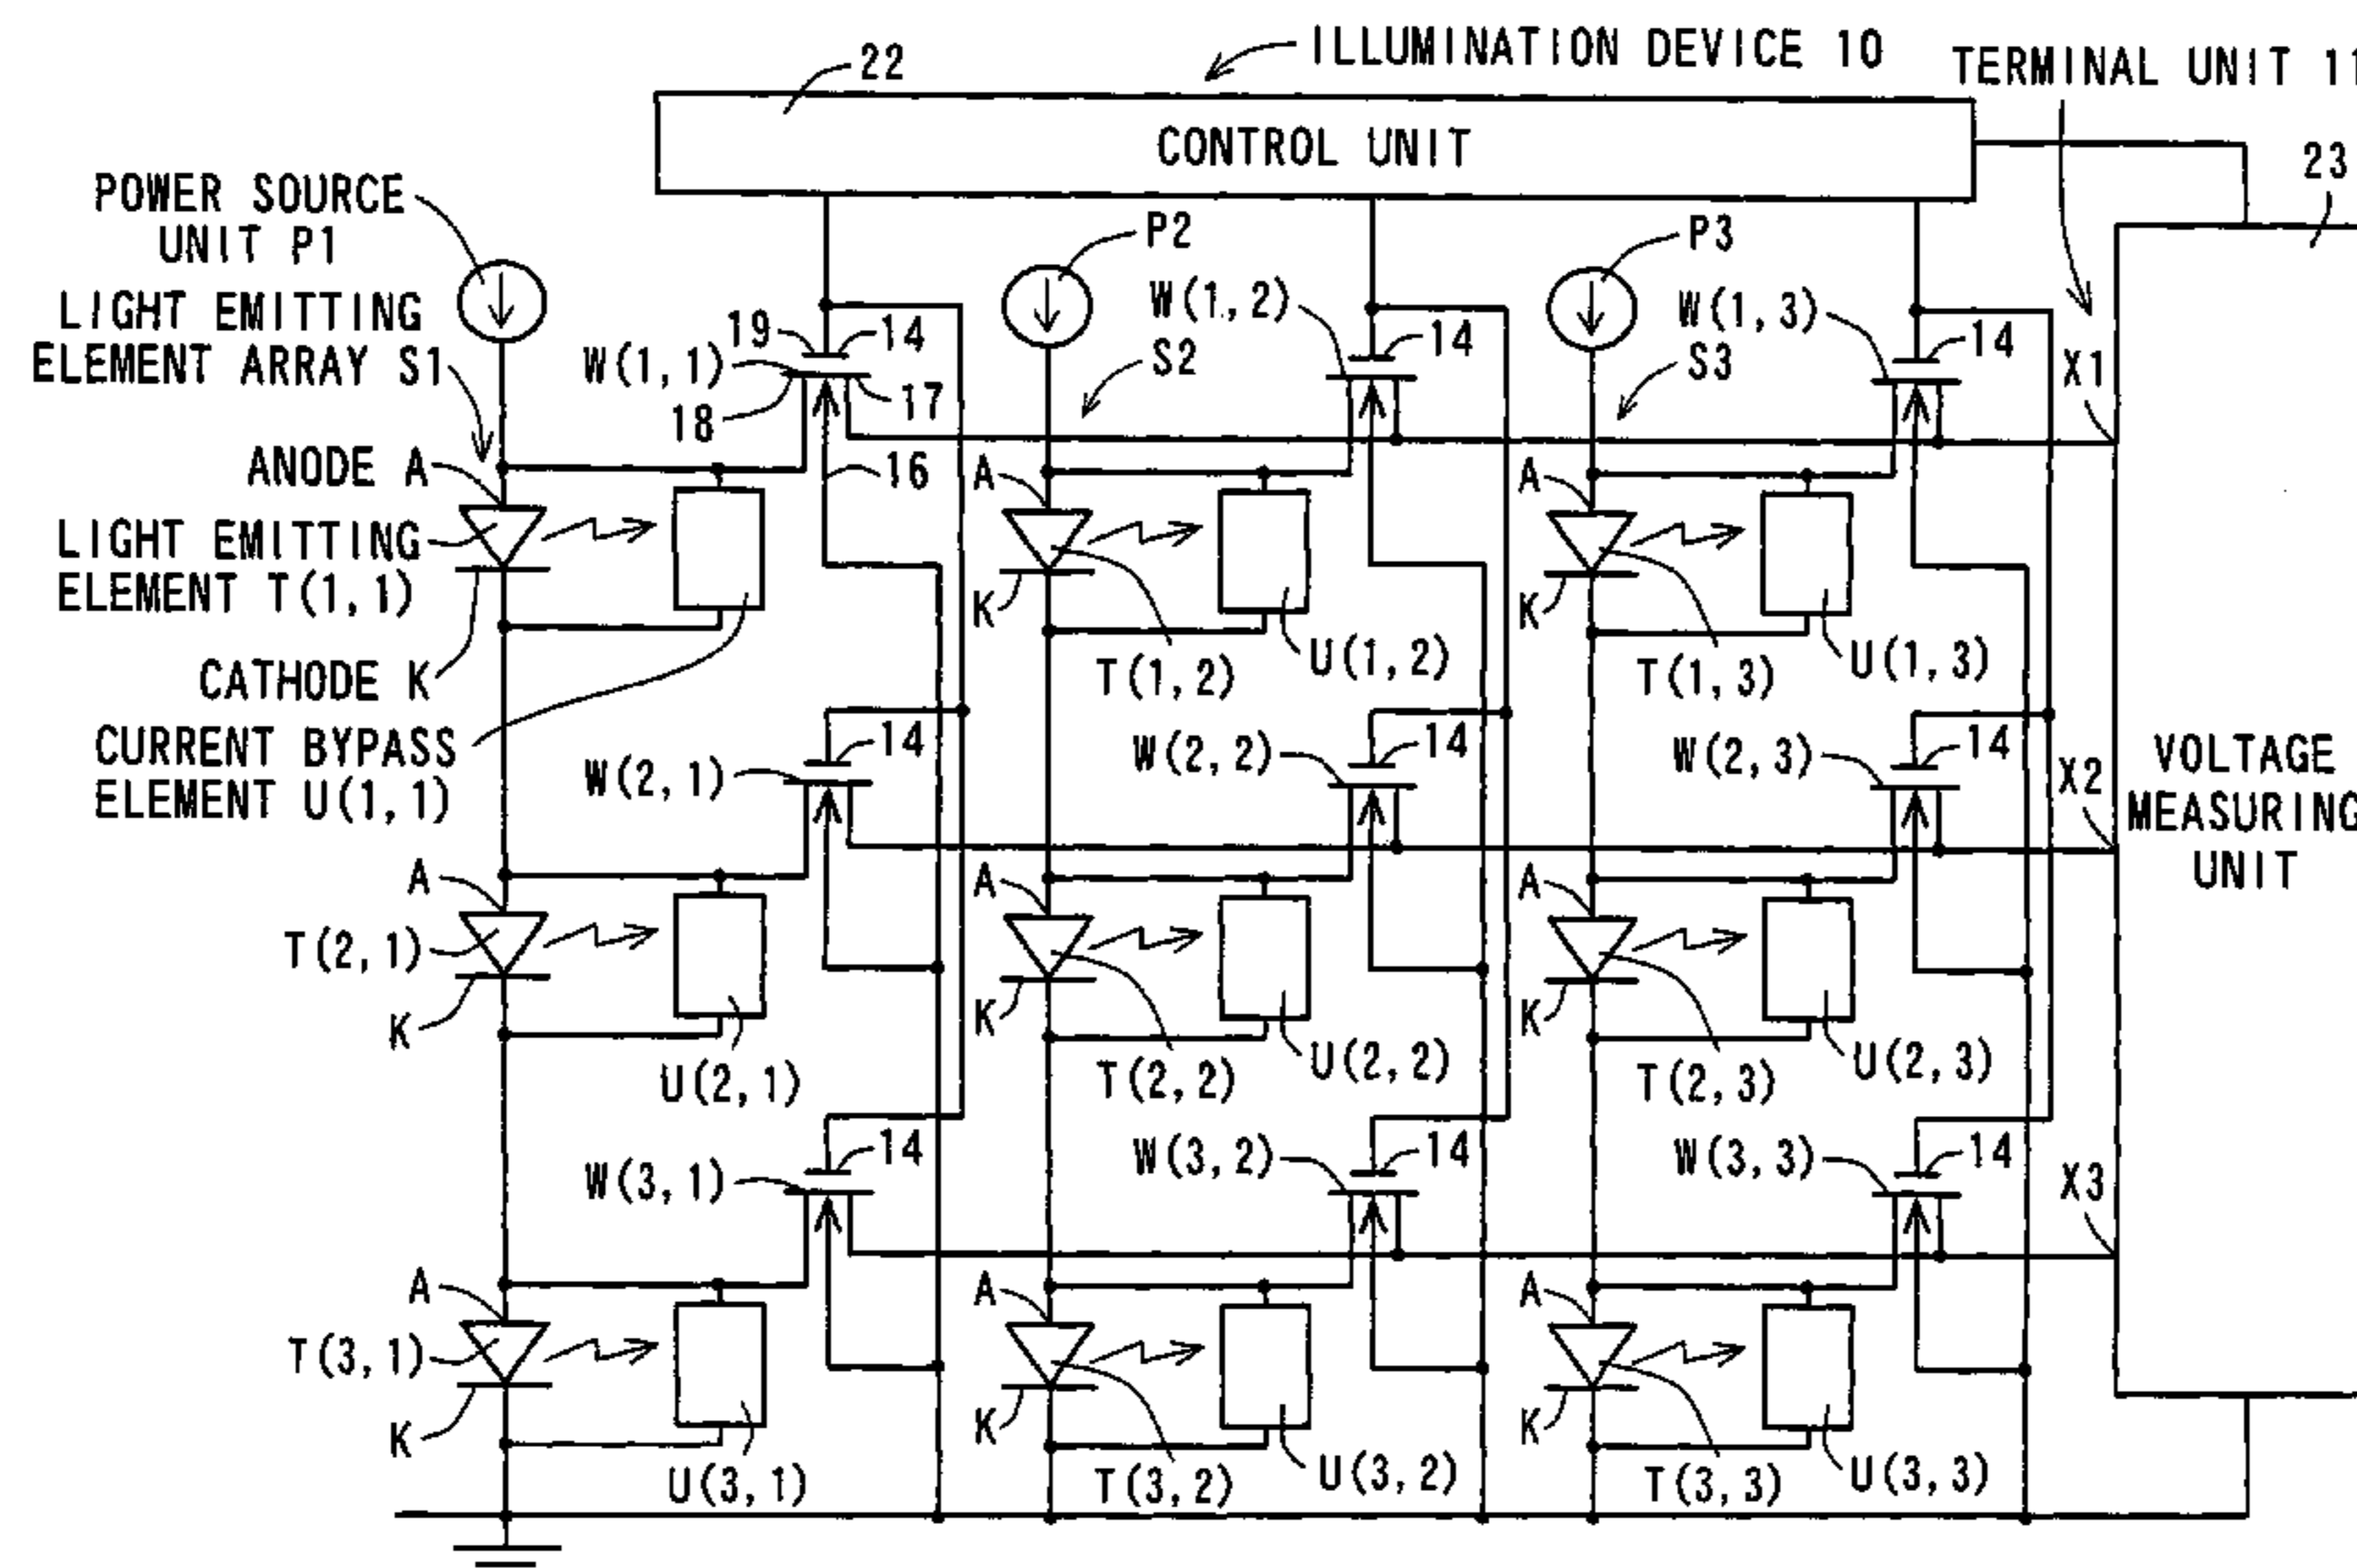 ILLUMINATION DEVICE 10
TERMINAL UNIT 11
22
CONTROL UNIT
23
POWER SOURCE
UNIT P1
P2
P3
LIGHT EMITTING
ELEMENT ARRAY S1
W(1,1)
19
14
18
17
16
W(1,2)
14
S2
W(1,3)
14
S3
X1
ANODE A
A
A
LIGHT EMITTING
ELEMENT T(1,1)
K
K
T(1,2)
U(1,2)
T(1,3)
U(1,3)
CATHODE K
CURRENT BYPASS
ELEMENT U(1,1)
W(2,1)
14
W(2,2)
14
W(2,3)
14
X2
VOLTAGE
MEASURING
UNIT
A
A
A
T(2,1)
K
K
K
U(2,1)
T(2,2)
U(2,2)
T(2,3)
U(2,3)
W(3,1)
14
W(3,2)
14
W(3,3)
14
X3
A
A
A
T(3,1)
K
K
K
U(3,1)
T(3,2)
U(3,2)
T(3,3)
U(3,3)